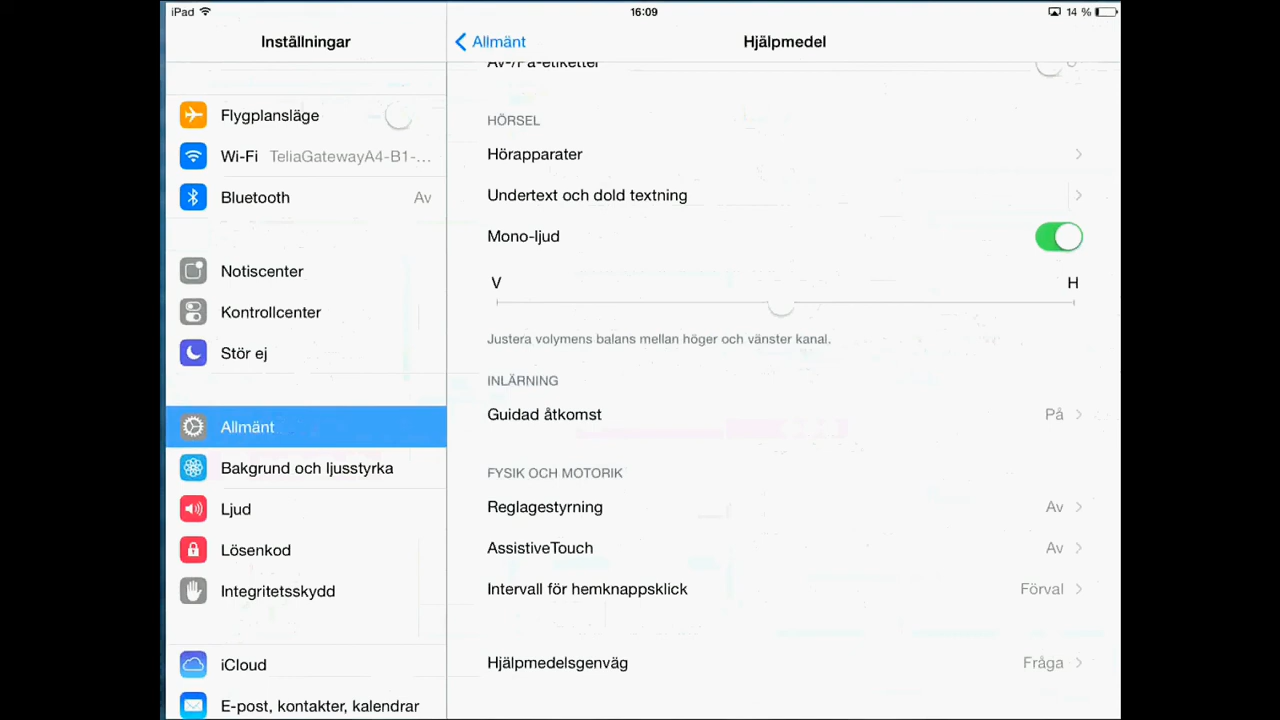 iPad
16:09
14 %
Inställningar
Flygplansläge
Wi-Fi TeliaGatewayA4-B1-...
Bluetooth Av
Notiscenter
Kontrollcenter
Stör ej
Allmänt
Bakgrund och ljusstyrka
Ljud
Lösenkod
Integritetsskydd
iCloud
E-post, kontakter, kalendrar
Allmänt
Hjälpmedel
Av-/På-etiketter
HÖRSEL
Hörapparater
Undertext och dold textning
Mono-ljud
V H
Justera volymens balans mellan höger och vänster kanal.
INLÄRNING
Guidad åtkomst På
FYSIK OCH MOTORIK
Reglagestyrning Av
AssistiveTouch Av
Intervall för hemknappsklick Förval
Hjälpmedelsgenväg Fråga